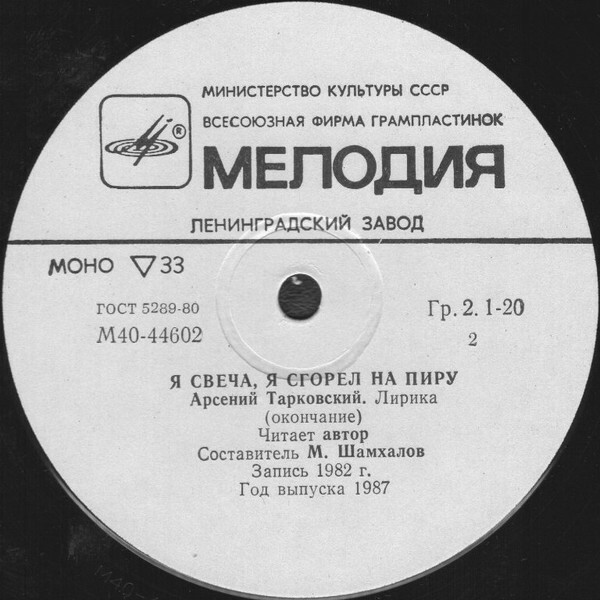 МИНИСТЕРСТВО КУЛЬТУРЫ СССР
ВСЕСОЮЗНАЯ ФИРМА ГРАМПЛАСТИНОК
®
МЕЛОДИЯ
ЛЕНИНГРАДСКИЙ ЗАВОД
МОНО ▽ 33
ГОСТ 5289-80
Гр. 2. 1-20
М40-44602
2
Я СВЕЧА, Я СГОРЕЛ НА ПИРУ
Арсений Тарковский. Лирика
(окончание)
Читает автор
Составитель М. Шамхалов
Запись 1982 г.
Год выпуска 1987